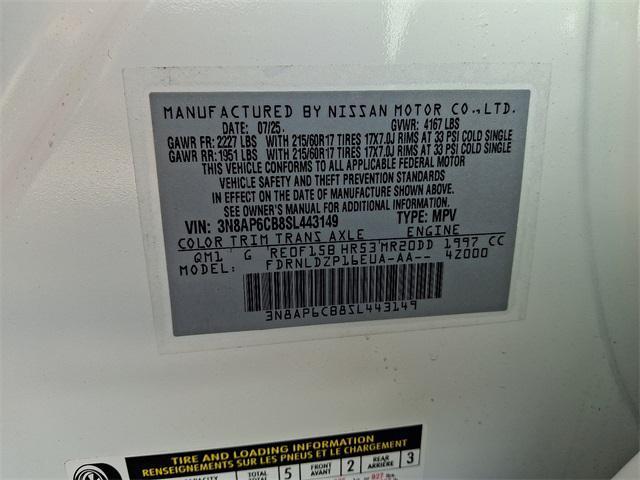 MANUFACTURED BY NISSAN MOTOR CO.,LTD.
DATE: 07/25. GVWR: 4167 LBS
GAWR FR: 2227 LBS WITH 215/60R17 TIRES 17X7.0J RIMS AT 33 PSI COLD SINGLE
GAWR RR: 1951 LBS WITH 215/60R17 TIRES 17X7.0J RIMS AT 33 PSI COLD SINGLE
THIS VEHICLE CONFORMS TO ALL APPLICABLE FEDERAL MOTOR
VEHICLE SAFETY AND THEFT PREVENTION STANDARDS
IN EFFECT ON THE DATE OF MANUFACTURE SHOWN ABOVE.
SEE OWNER'S MANUAL FOR ADDITIONAL INFORMATION
VIN: 3N8AP6CB8SL443149 TYPE: MPV
COLOR TRIM TRANS AXLE ENGINE
QM1 G RE0F15B HR53 MR20DD 1997 CC
MODEL: FDRNLDZP16EUA-AA-- 4Z000
3N8AP6CB8SL443149
TIRE AND LOADING INFORMATION
RENSEIGNEMENTS SUR LES PNEUS ET LE CHARGEMENT
TOTAL 5 FRONT 2 REAR 3
TOTAL AVANT ARRIÈRE